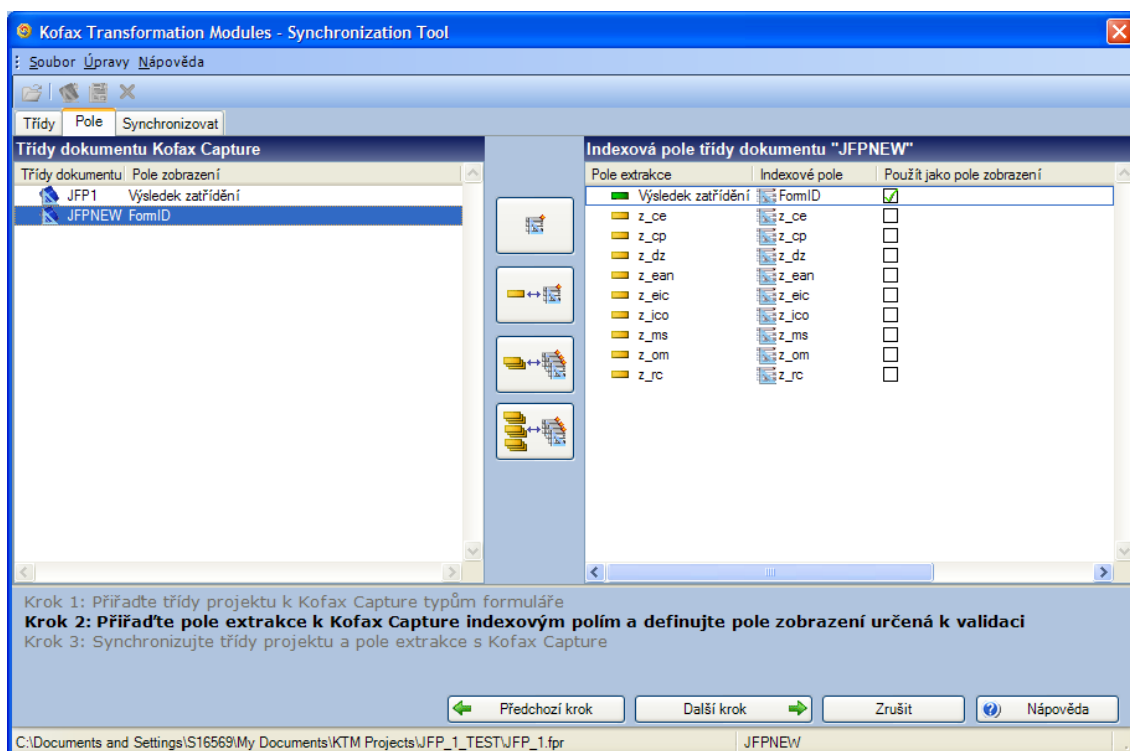 Kofax Transformation Modules - Synchronization Tool
Soubor Úpravy Nápověda
Třídy Pole Synchronizovat
Třídy dokumentu Kofax Capture
Třídy dokumentu Pole zobrazení
JFP1 Výsledek zatřídění
JFPNEW FormID
Indexová pole třídy dokumentu "JFPNEW"
Pole extrakce Indexové pole Použít jako pole zobrazení
Výsledek zatřídění FormID
z_ce z_ce
z_cp z_cp
z_dz z_dz
z_ean z_ean
z_eic z_eic
z_ico z_ico
z_ms z_ms
z_om z_om
z_rc z_rc
Krok 1: Přiřaďte třídy projektu k Kofax Capture typům formuláře
Krok 2: Přiřaďte pole extrakce k Kofax Capture indexovým polím a definujte pole zobrazení určená k validaci
Krok 3: Synchronizujte třídy projektu a pole extrakce s Kofax Capture
Předchozí krok Další krok Zrušit Nápověda
C:\Documents and Settings\S16569\My Documents\KTM Projects\JFP_1_TEST\JFP_1.fpr JFPNEW